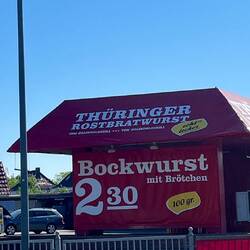 THÜRINGER
ROSTBRATWURST
Bockwurst
mit Brötchen
2 30
100 gr.